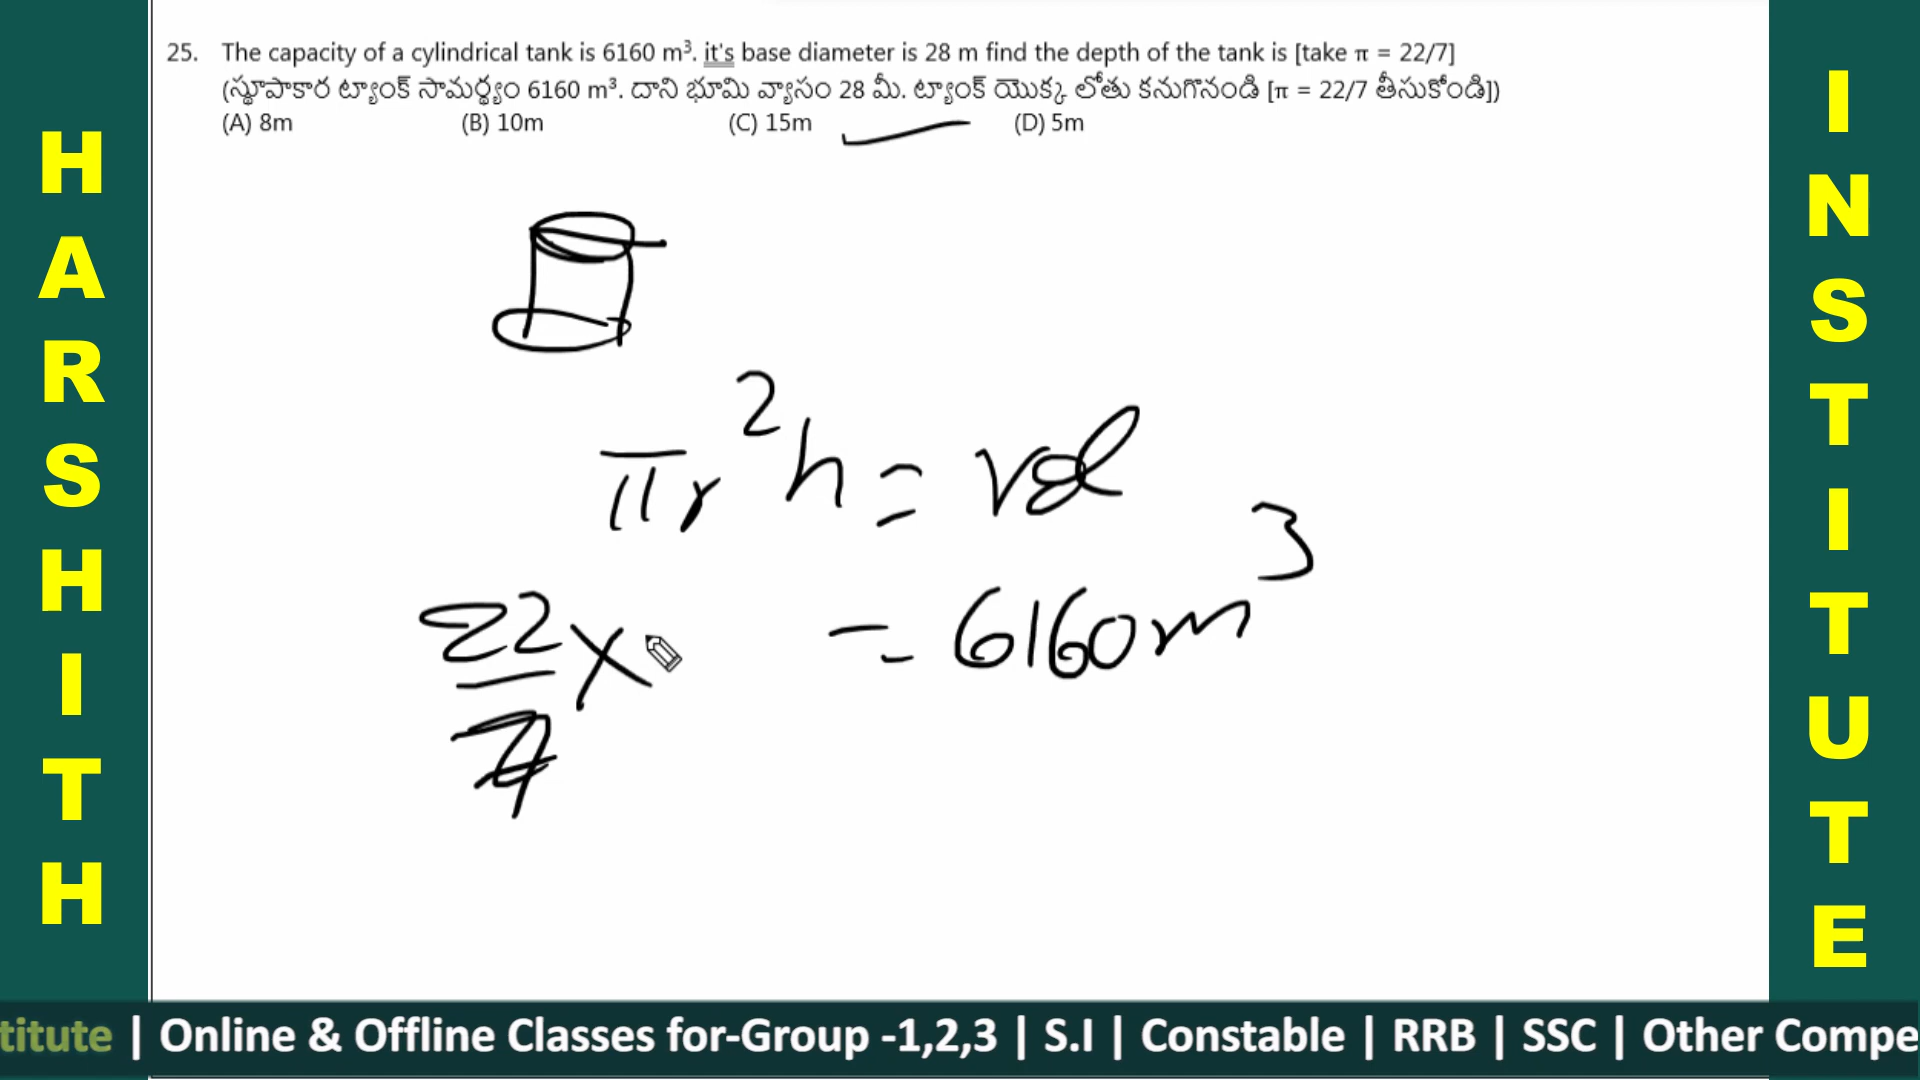 HARSHITH
25. The capacity of a cylindrical tank is 6160 m³. it's base diameter is 28 m find the depth of the tank is [take π = 22/7]
(స్థూపాకార ట్యాంక్ సామర్థ్యం 6160 m³. దాని భూమి వ్యాసం 28 మీ. ట్యాంక్ యొక్క లోతు కనుగొనండి [π = 22/7 తీసుకోండి])
(A) 8m (B) 10m (C) 15m (D) 5m
πr²h = vol
22/7 × = 6160m³
INSTITUTE
titute | Online & Offline Classes for-Group -1,2,3 | S.I | Constable | RRB | SSC | Other Compe